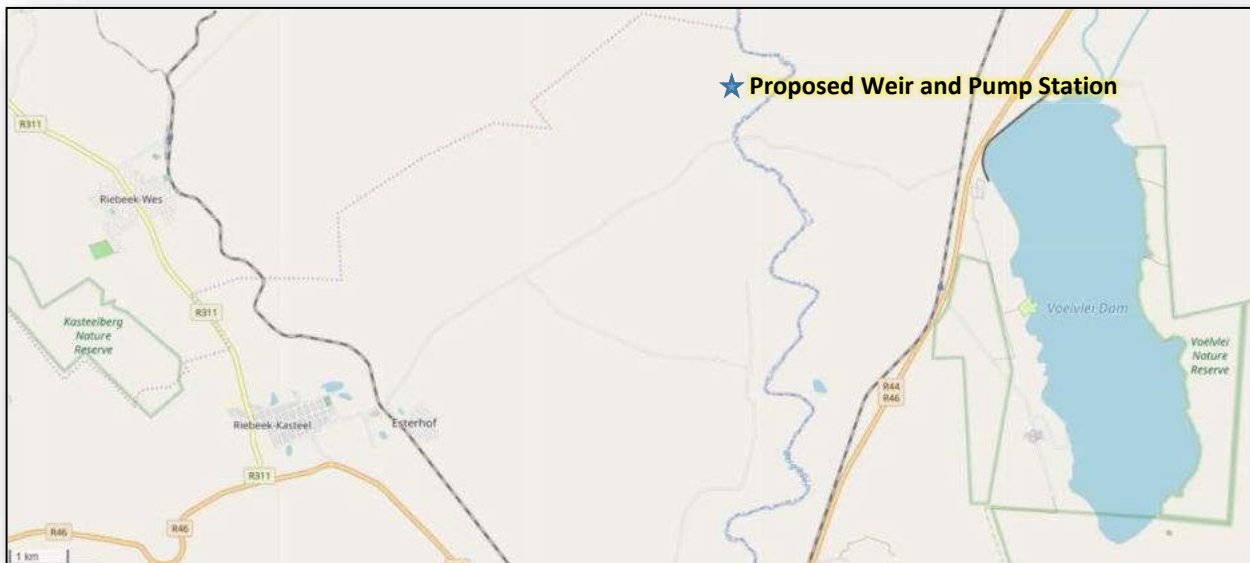 Proposed Weir and Pump Station
R311
Riebeek-Wes
R311
Kasteelberg
Nature
Reserve
Voelvlei Dam
Voelvlei
Nature
Reserve
R44
R46
Riebeek-Kasteel
Esterhof
R311
R46
R46
1 km